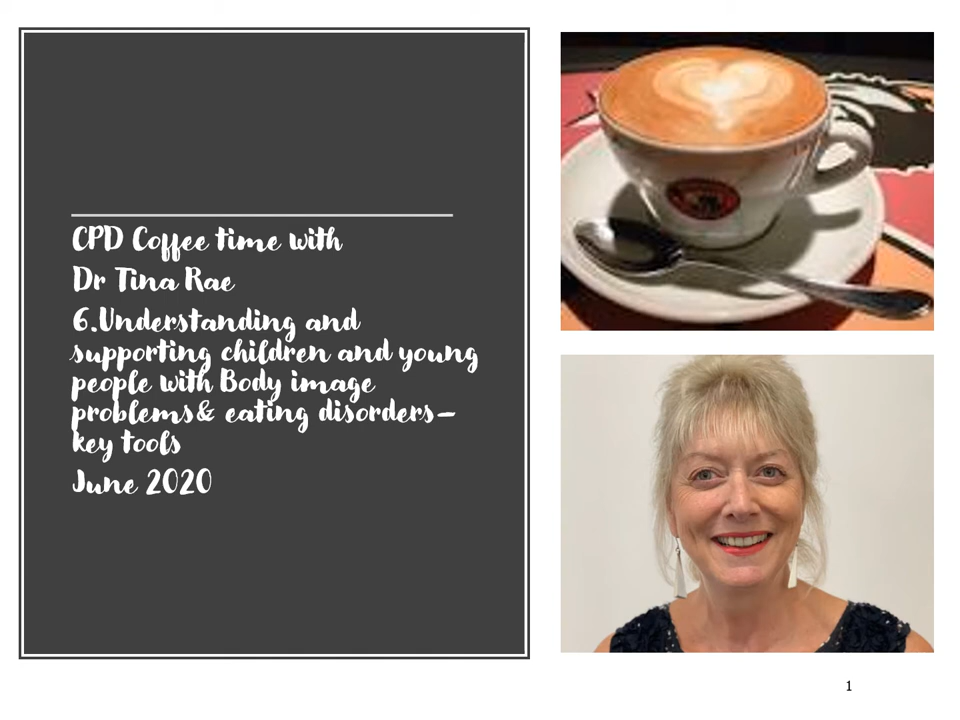 CPD Coffee time with
Dr Tina Rae
6.Understanding and
supporting children and young
people with Body image
problems& eating disorders–
key tools
June 2020
1